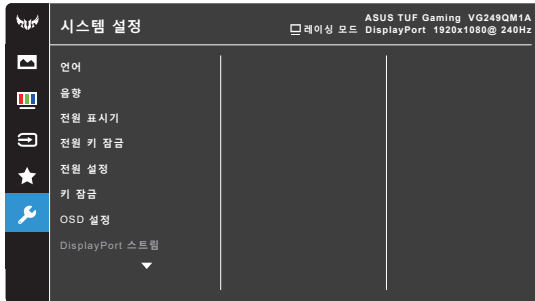 시스템 설정
레이싱 모드
ASUS TUF Gaming VG249QM1A
DisplayPort 1920x1080@ 240Hz
언어
음향
전원 표시기
전원 키 잠금
전원 설정
키 잠금
OSD 설정
DisplayPort 스트림